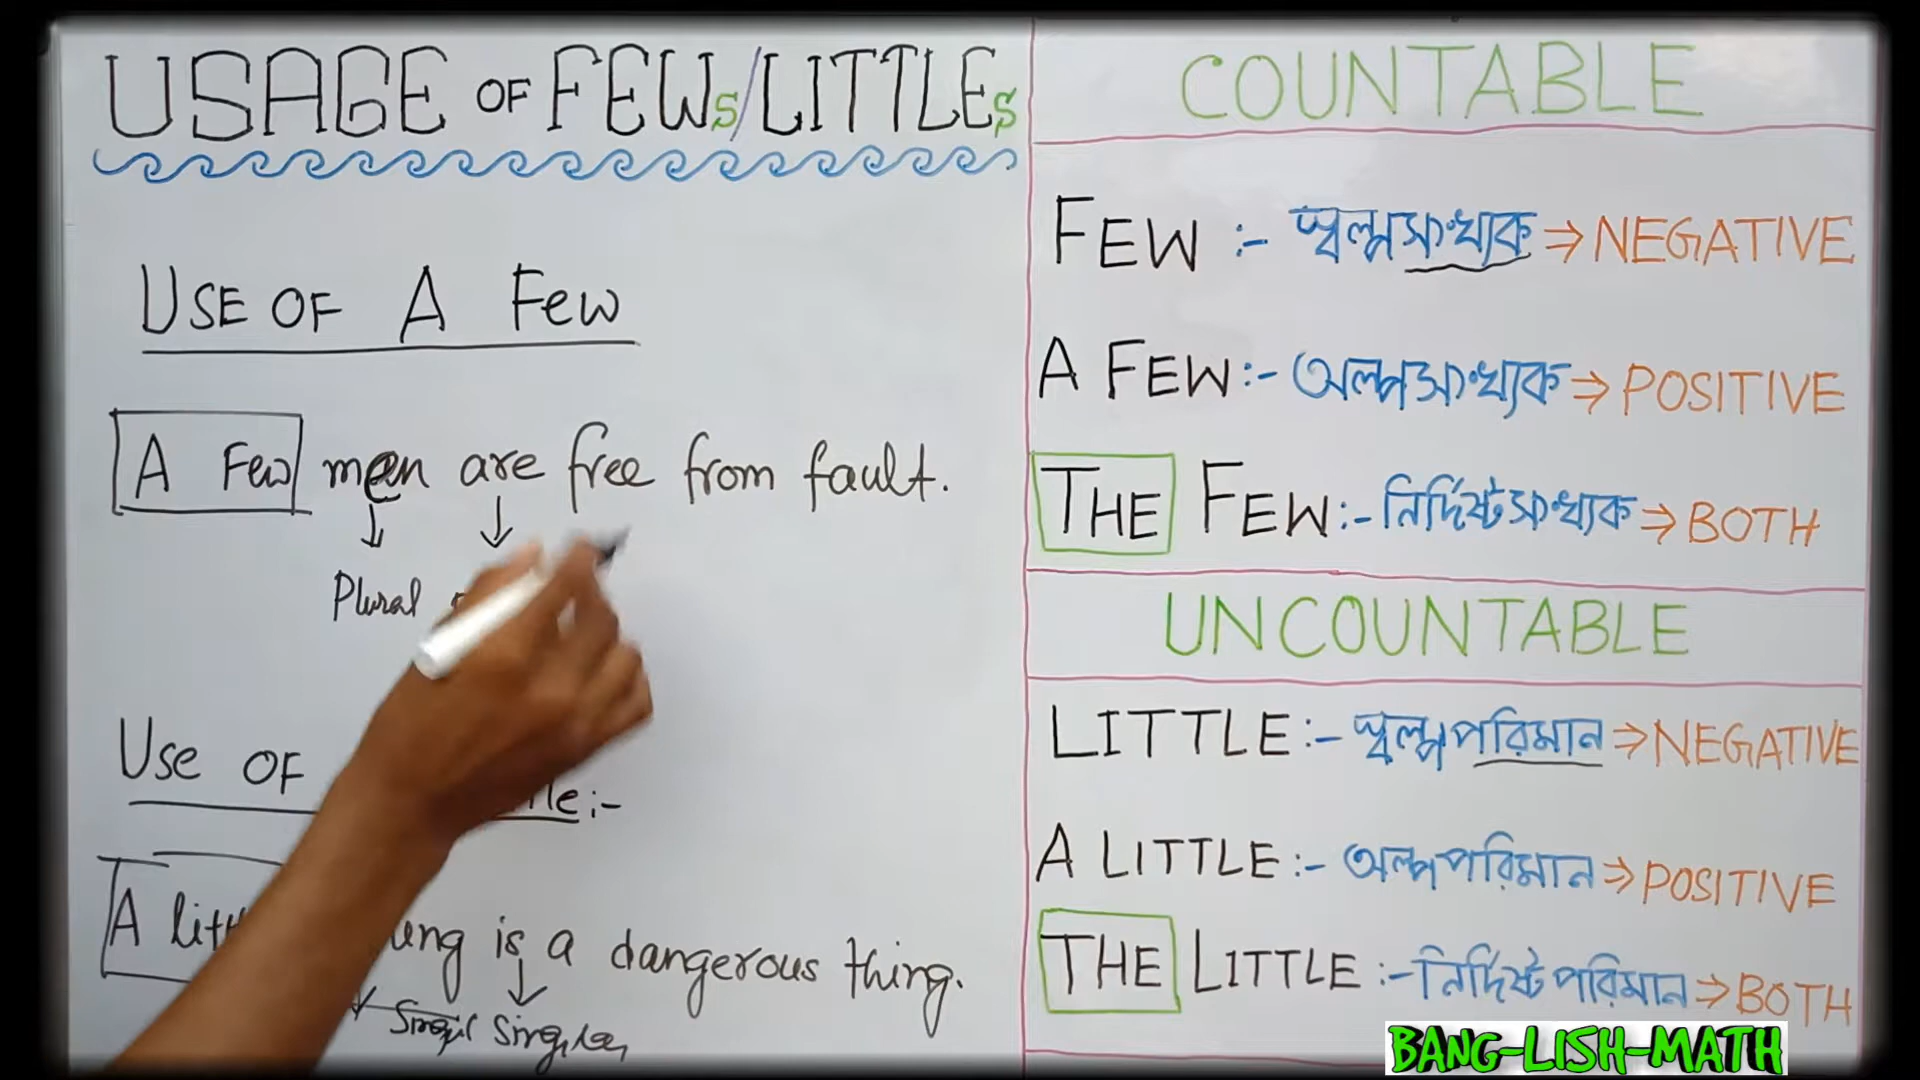 USAGE OF FEWs/LITTLEs
USE OF A Few
A Few men are free from fault.
Plural
Use OF
A is a dangerous thing.
Singular
COUNTABLE
FEW :- স্বল্পসংখ্যক ⇒ NEGATIVE
A FEW :- অল্পসংখ্যক ⇒ POSITIVE
THE FEW :- নির্দিষ্টসংখ্যক ⇒ BOTH
UNCOUNTABLE
LITTLE :- স্বল্পপরিমান ⇒ NEGATIVE
A LITTLE :- অল্পপরিমান ⇒ POSITIVE
THE LITTLE :- নির্দিষ্টপরিমান ⇒ BOTH
BANG-LISH-MATH